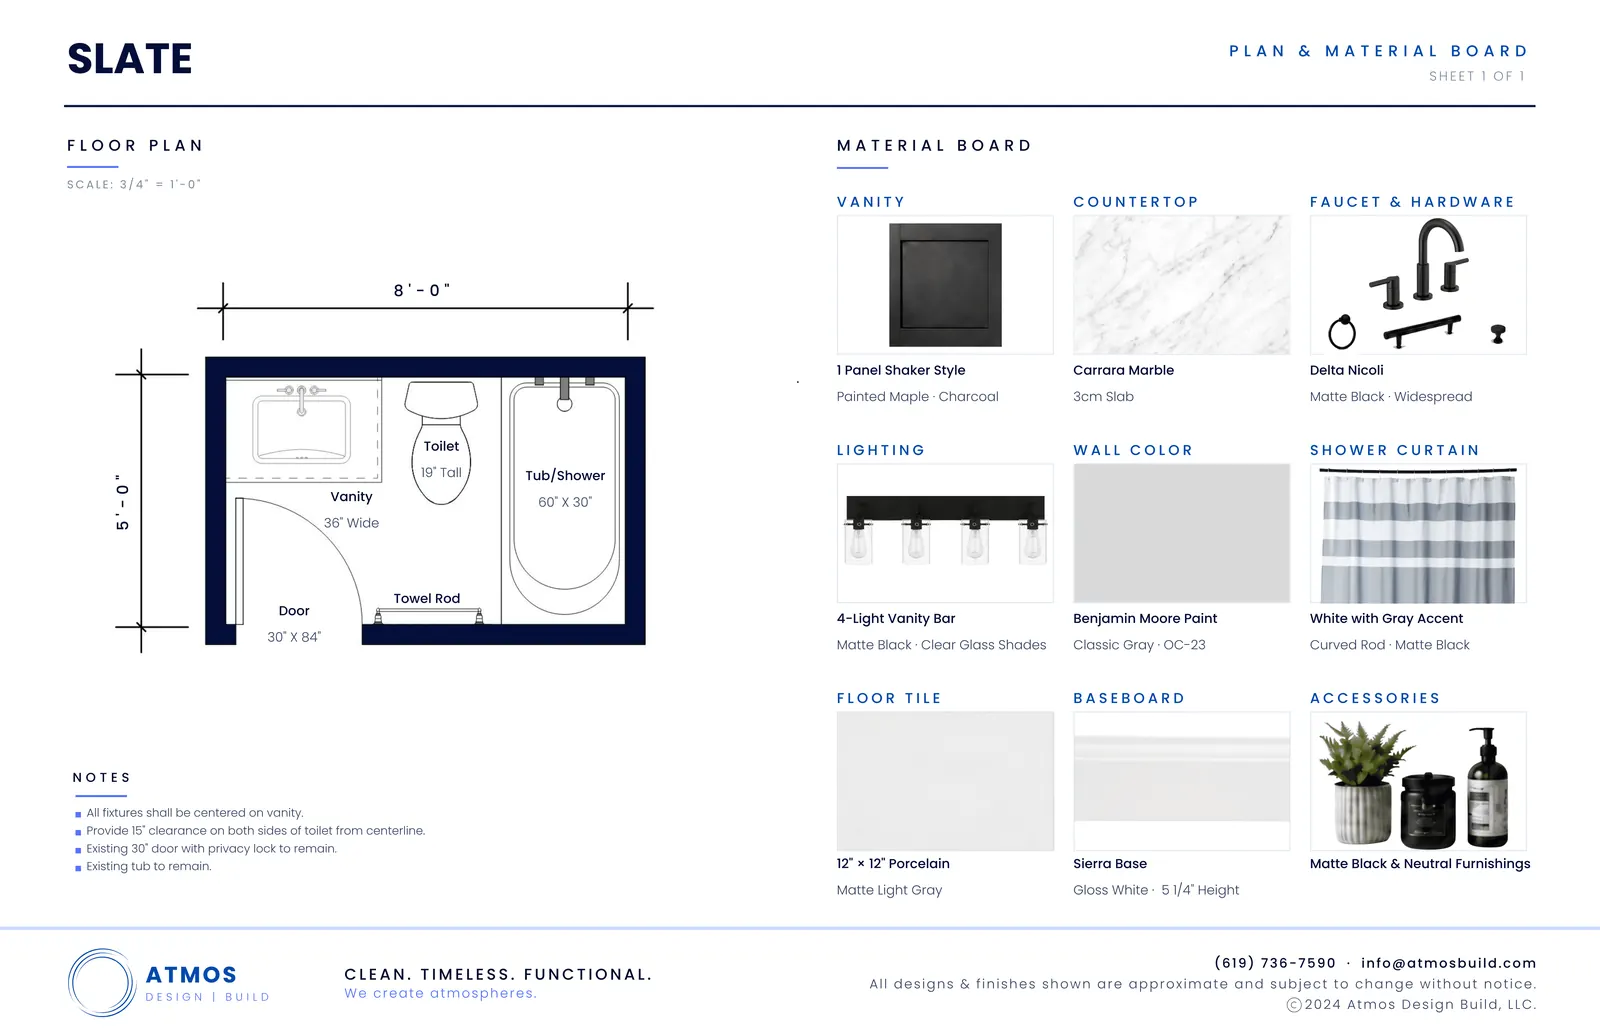 SLATE
PLAN & MATERIAL BOARD
SHEET 1 OF 1
FLOOR PLAN
SCALE: 3/4" = 1'-0"
8'-0"
5'-0"
Toilet
19" Tall
Tub/Shower
60" X 30"
Vanity
36" Wide
Towel Rod
Door
30" X 84"
NOTES
All fixtures shall be centered on vanity.
Provide 15" clearance on both sides of toilet from centerline.
Existing 30" door with privacy lock to remain.
Existing tub to remain.
MATERIAL BOARD
VANITY
1 Panel Shaker Style
Painted Maple · Charcoal
COUNTERTOP
Carrara Marble
3cm Slab
FAUCET & HARDWARE
Delta Nicoli
Matte Black · Widespread
LIGHTING
4-Light Vanity Bar
Matte Black · Clear Glass Shades
WALL COLOR
Benjamin Moore Paint
Classic Gray · OC-23
SHOWER CURTAIN
White with Gray Accent
Curved Rod · Matte Black
FLOOR TILE
12" × 12" Porcelain
Matte Light Gray
BASEBOARD
Sierra Base
Gloss White · 5 1/4" Height
ACCESSORIES
Matte Black & Neutral Furnishings
ATMOS
DESIGN | BUILD
CLEAN. TIMELESS. FUNCTIONAL.
We create atmospheres.
(619) 736-7590 · info@atmosbuild.com
All designs & finishes shown are approximate and subject to change without notice.
©2024 Atmos Design Build, LLC.